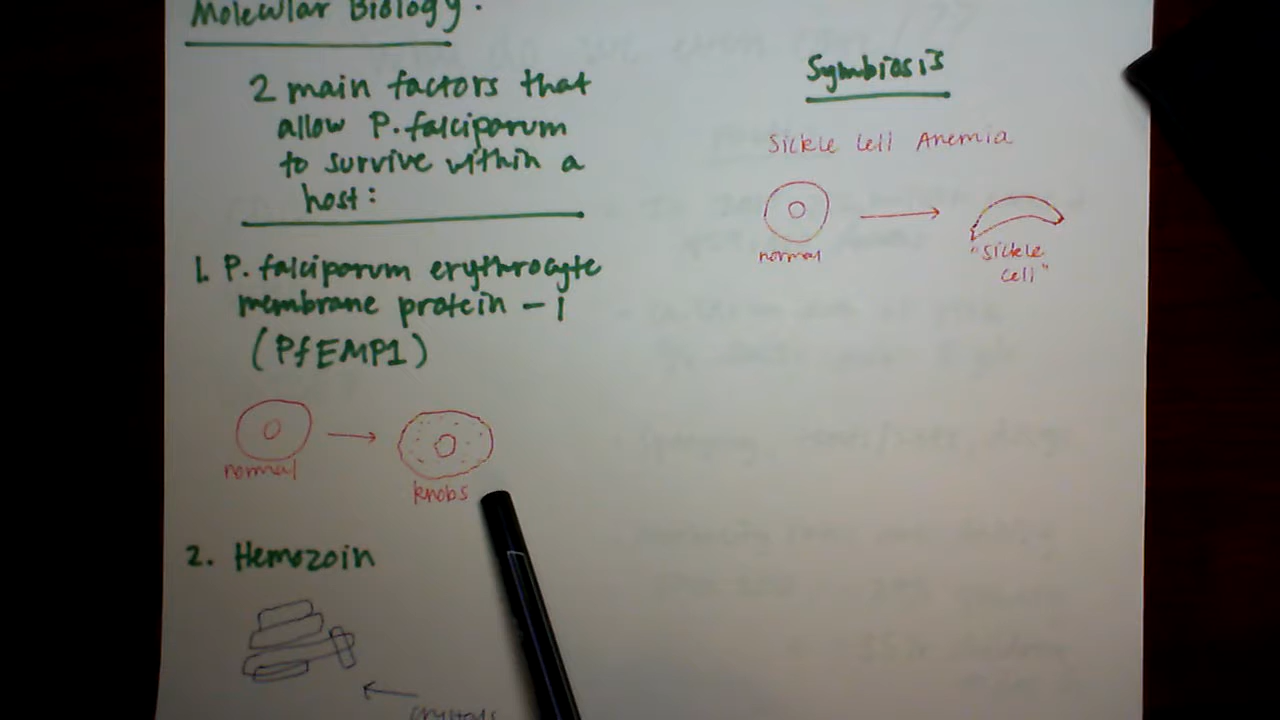 Molecular Biology.
2 main factors that
allow P. falciparum
to survive within a
host:
1. P. falciparum erythrocyte
membrane protein - 1
(PfEMP1)
normal
knobs
2. Hemozoin
crystals
Symbiosis
Sickle Cell Anemia
normal
"Sickle
cell"